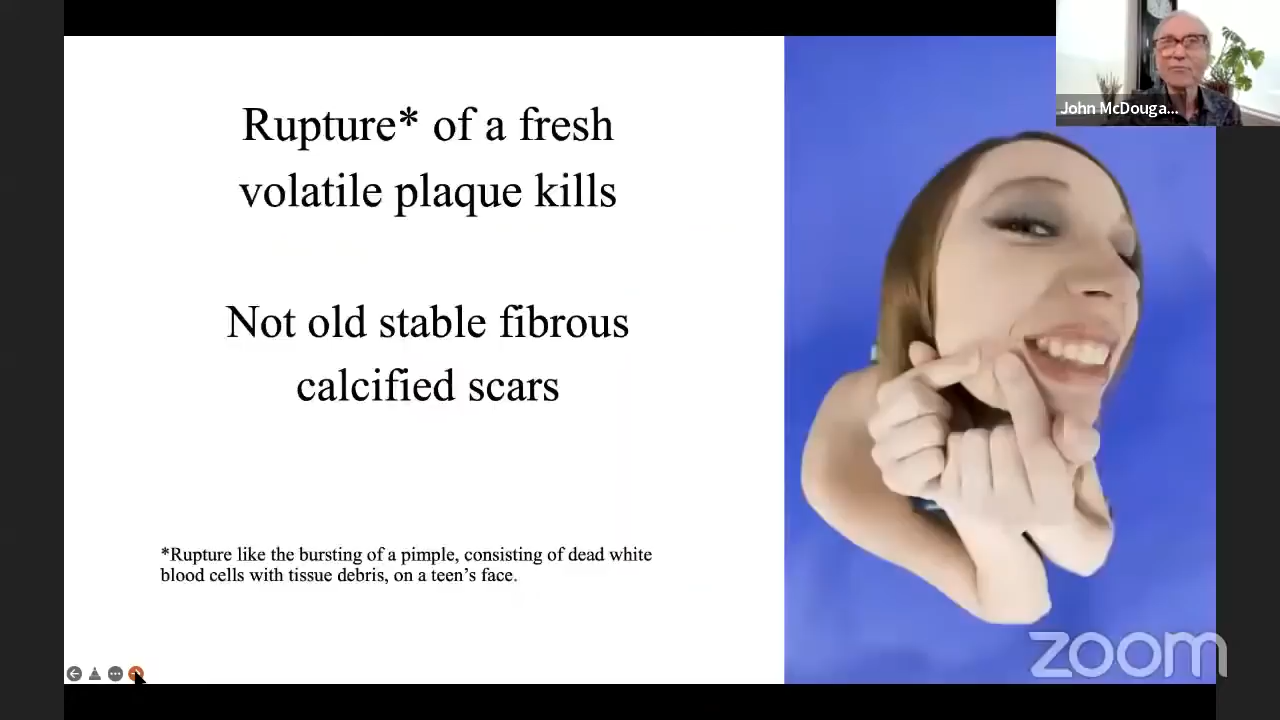 John McDouga...
Rupture* of a fresh
volatile plaque kills
Not old stable fibrous
calcified scars
*Rupture like the bursting of a pimple, consisting of dead white
blood cells with tissue debris, on a teen’s face.
zoom